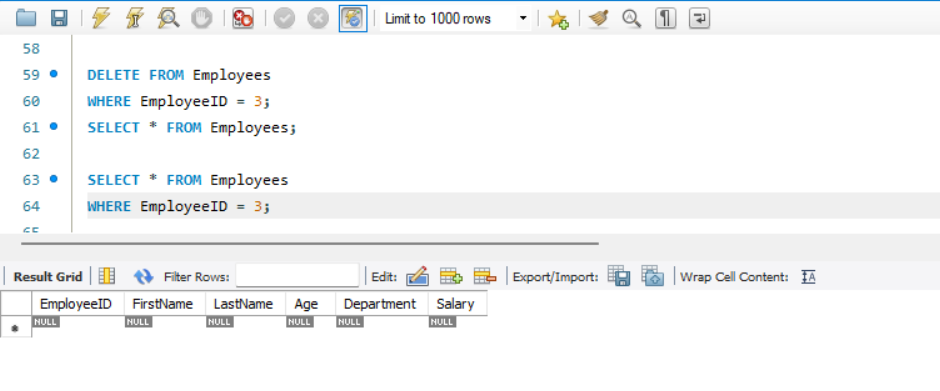 Limit to 1000 rows
58
59 DELETE FROM Employees
60 WHERE EmployeeID = 3;
61 SELECT * FROM Employees;
62
63 SELECT * FROM Employees
64 WHERE EmployeeID = 3;
65
Result Grid Filter Rows: Edit: Export/Import: Wrap Cell Content: IA
EmployeeID FirstName LastName Age Department Salary
* NULL NULL NULL NULL NULL NULL